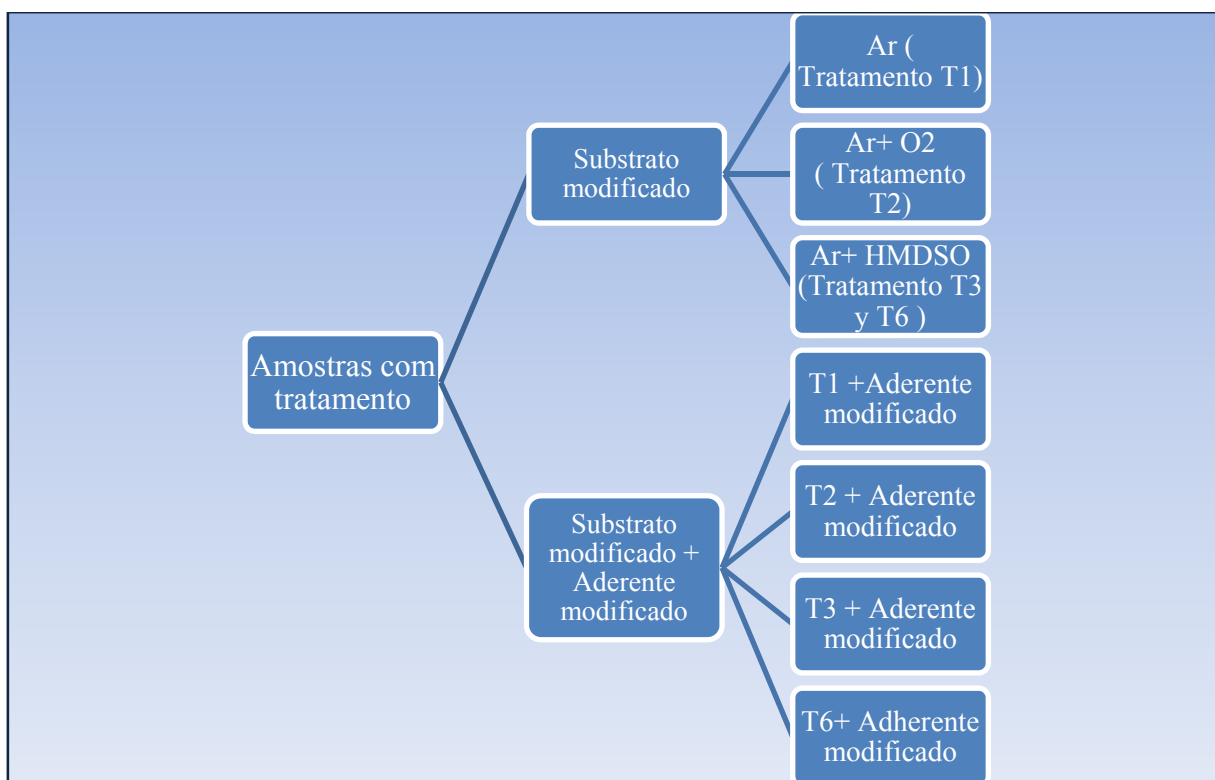 Amostras com
tratamento
Substrato
modificado
Ar (
Tratamento T1)
Ar+ O2
( Tratamento
T2)
Ar+ HMDSO
(Tratamento T3
y T6 )
Substrato
modificado +
Aderente
modificado
T1 +Aderente
modificado
T2 + Aderente
modificado
T3 + Aderente
modificado
T6+ Adherente
modificado